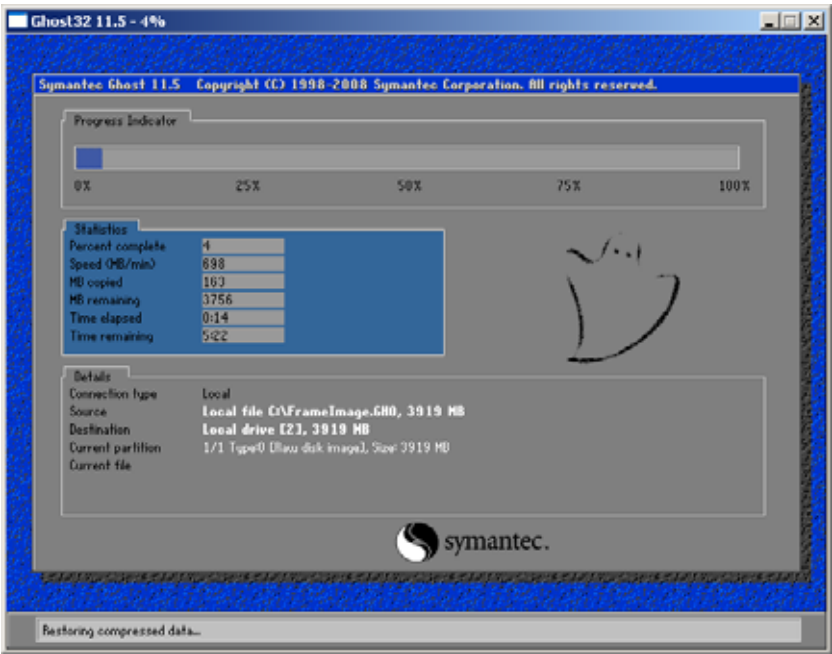 Ghost32 11.5 - 4%
Symantec Ghost 11.5 Copyright (C) 1998-2008 Symantec Corporation. All rights reserved.
Progress Indicator
0% 25% 50% 75% 100%
Statistics
Percent complete 4
Speed (MB/min) 698
MB copied 163
MB remaining 3756
Time elapsed 0:14
Time remaining 5:22
Details
Connection type Local
Source Local file C:\FrameImage.GHO, 3919 MB
Destination Local drive [2], 3919 MB
Current partition 1/1 Type:0 [Raw disk image], Size: 3919 MB
Current file
symantec.
Restoring compressed data...